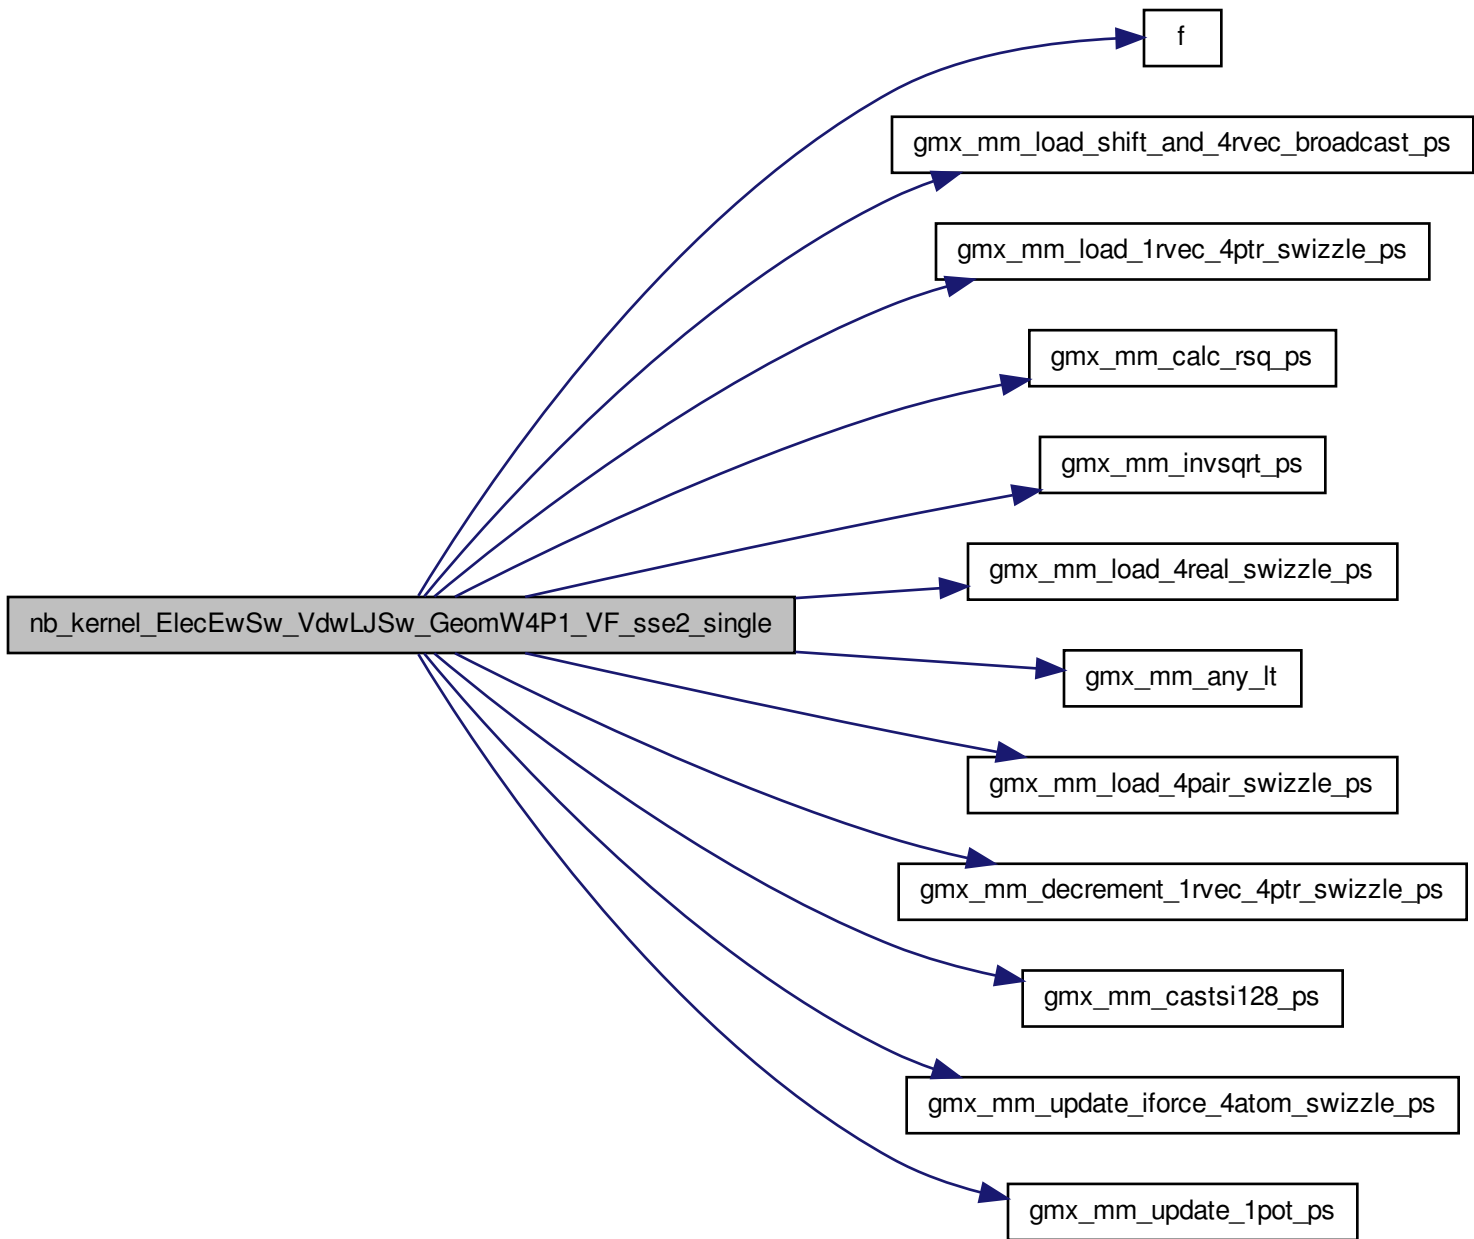 f
gmx_mm_load_shift_and_4rvec_broadcast_ps
gmx_mm_load_1rvec_4ptr_swizzle_ps
gmx_mm_calc_rsq_ps
gmx_mm_invsqrt_ps
gmx_mm_load_4real_swizzle_ps
nb_kernel_ElecEwSw_VdwLJSw_GeomW4P1_VF_sse2_single
gmx_mm_any_lt
gmx_mm_load_4pair_swizzle_ps
gmx_mm_decrement_1rvec_4ptr_swizzle_ps
gmx_mm_castsi128_ps
gmx_mm_update_iforce_4atom_swizzle_ps
gmx_mm_update_1pot_ps